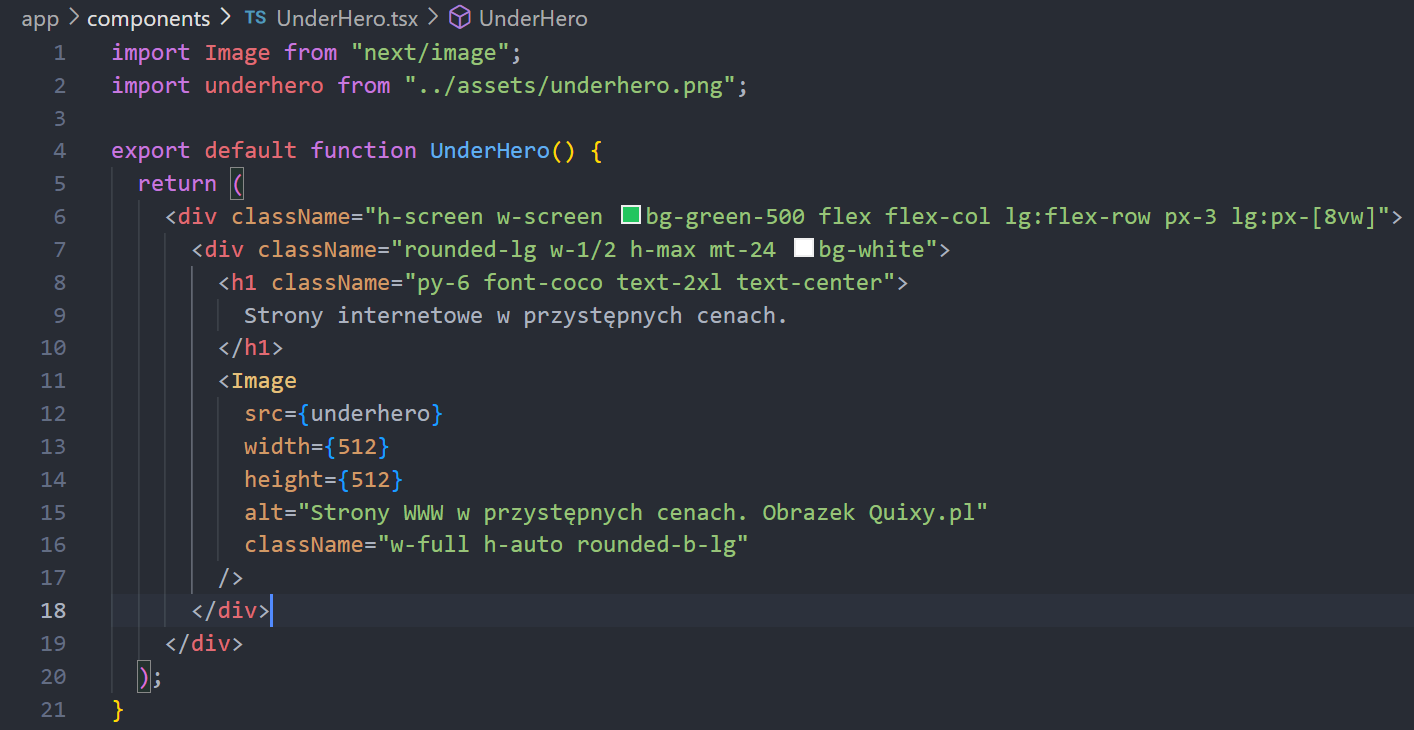 app > components > TS UnderHero.tsx > UnderHero
1 import Image from "next/image";
2 import underhero from "../assets/underhero.png";
3
4 export default function UnderHero() {
5   return (
6     <div className="h-screen w-screen bg-green-500 flex flex-col lg:flex-row px-3 lg:px-[8vw]">
7       <div className="rounded-lg w-1/2 h-max mt-24 bg-white">
8         <h1 className="py-6 font-coco text-2xl text-center">
9           Strony internetowe w przystępnych cenach.
10         </h1>
11         <Image
12           src={underhero}
13           width={512}
14           height={512}
15           alt="Strony WWW w przystępnych cenach. Obrazek Quixy.pl"
16           className="w-full h-auto rounded-b-lg"
17         />
18       </div>
19     </div>
20   );
21 }